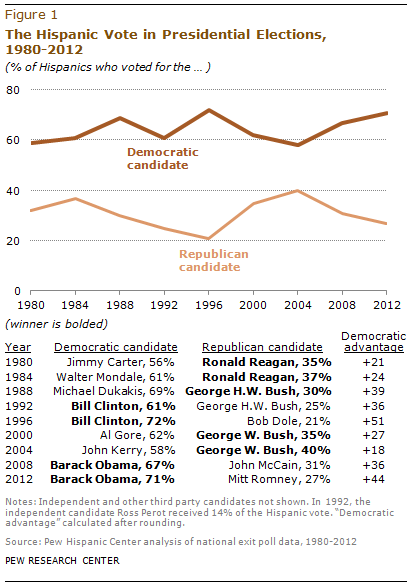 Figure 1
The Hispanic Vote in Presidential Elections,
1980-2012
(% of Hispanics who voted for the ... )
80
60
Democratic
candidate
40
20
Republican
candidate
0
1980 1984 1988 1992 1996 2000 2004 2008 2012
(winner is bolded)
Year Democratic candidate Republican candidate Democratic advantage
1980 Jimmy Carter, 56% Ronald Reagan, 35% +21
1984 Walter Mondale, 61% Ronald Reagan, 37% +24
1988 Michael Dukakis, 69% George H.W. Bush, 30% +39
1992 Bill Clinton, 61% George H.W. Bush, 25% +36
1996 Bill Clinton, 72% Bob Dole, 21% +51
2000 Al Gore, 62% George W. Bush, 35% +27
2004 John Kerry, 58% George W. Bush, 40% +18
2008 Barack Obama, 67% John McCain, 31% +36
2012 Barack Obama, 71% Mitt Romney, 27% +44
Notes: Independent and other third party candidates not shown. In 1992, the
independent candidate Ross Perot received 14% of the Hispanic vote. "Democratic
advantage" calculated after rounding.
Source: Pew Hispanic Center analysis of national exit poll data, 1980-2012
PEW RESEARCH CENTER